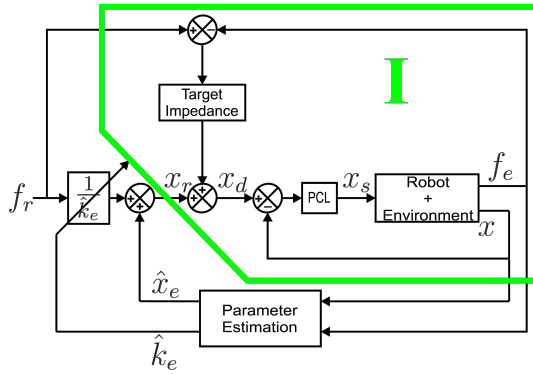 + −
Target
Impedance
I
f_r
1
k̂_e
+ +
x_r
+ +
x_d
+ −
PCL
x_s
Robot
+
Environment
f_e
x
x̂_e
Parameter
Estimation
k̂_e